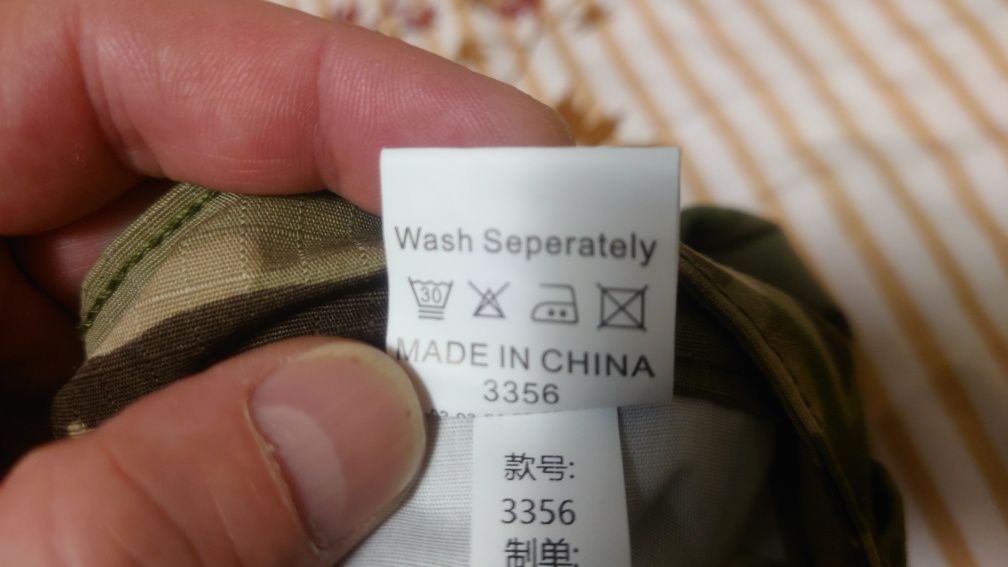 Wash Seperately
30
MADE IN CHINA
3356
款号:
3356
制单: